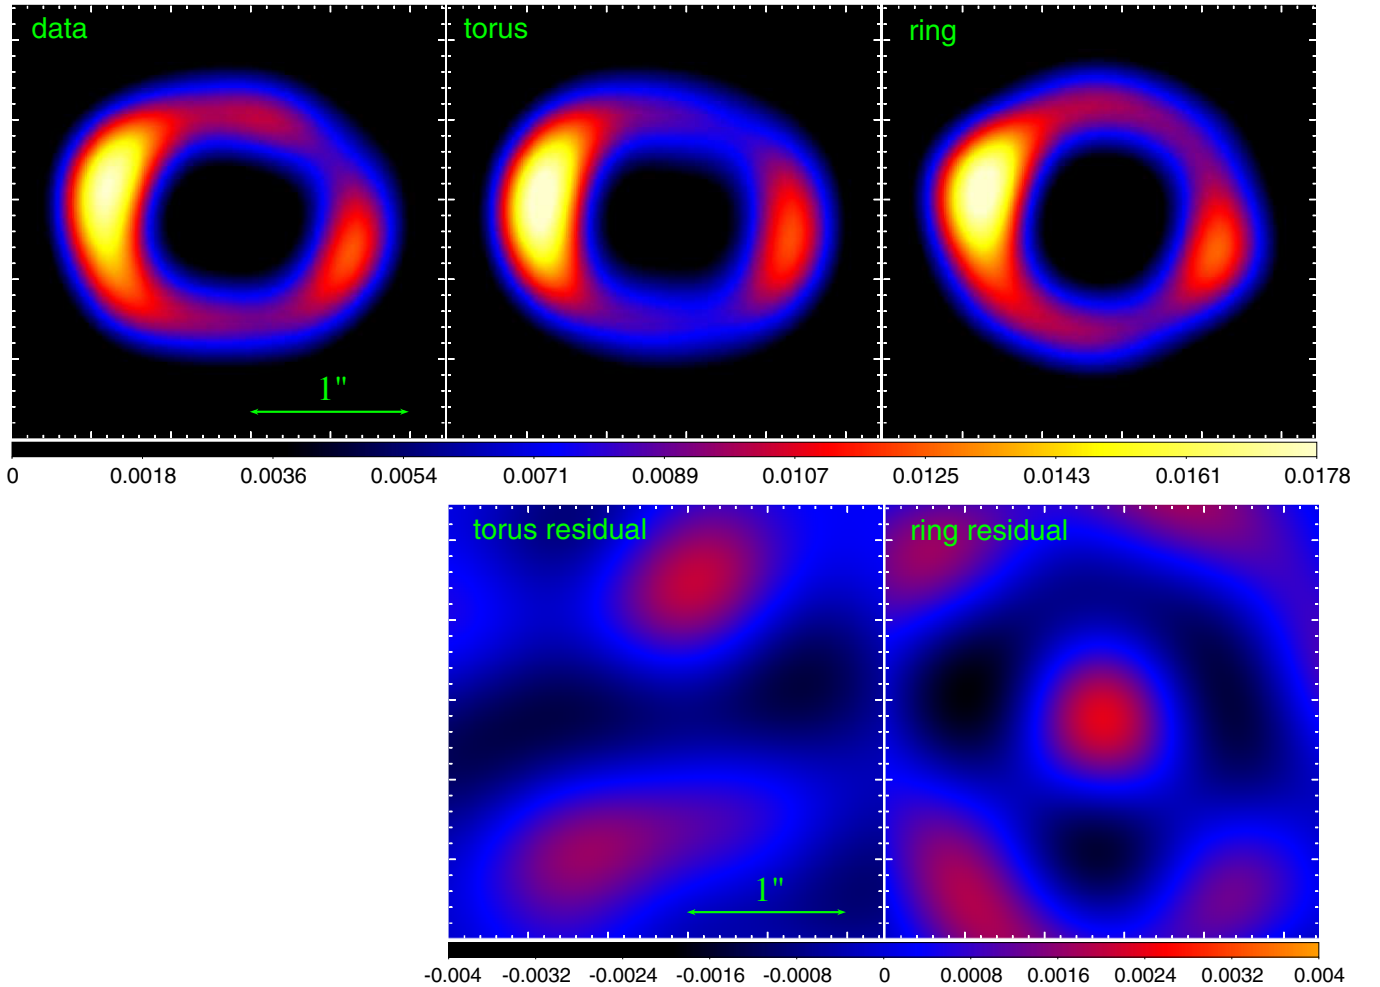 data torus ring
1"
0 0.0018 0.0036 0.0054 0.0071 0.0089 0.0107 0.0125 0.0143 0.0161 0.0178
torus residual ring residual
1"
-0.004 -0.0032 -0.0024 -0.0016 -0.0008 0 0.0008 0.0016 0.0024 0.0032 0.004